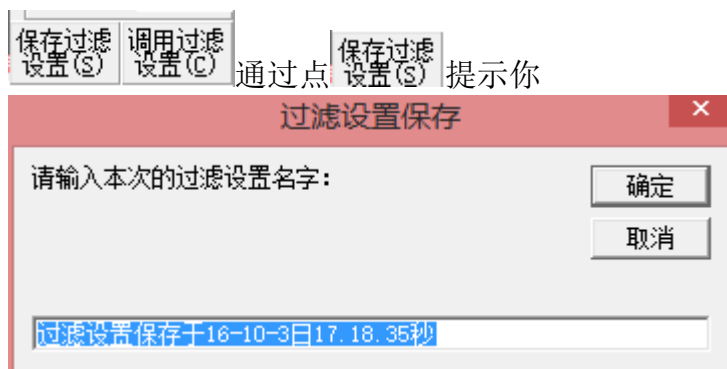 保存过滤设置(S) 调用过滤设置(C) 通过点 保存过滤设置(S) 提示你
过滤设置保存 ×
请输入本次的过滤设置名字:
确定
取消
过滤设置保存于16-10-3日17.18.35秒